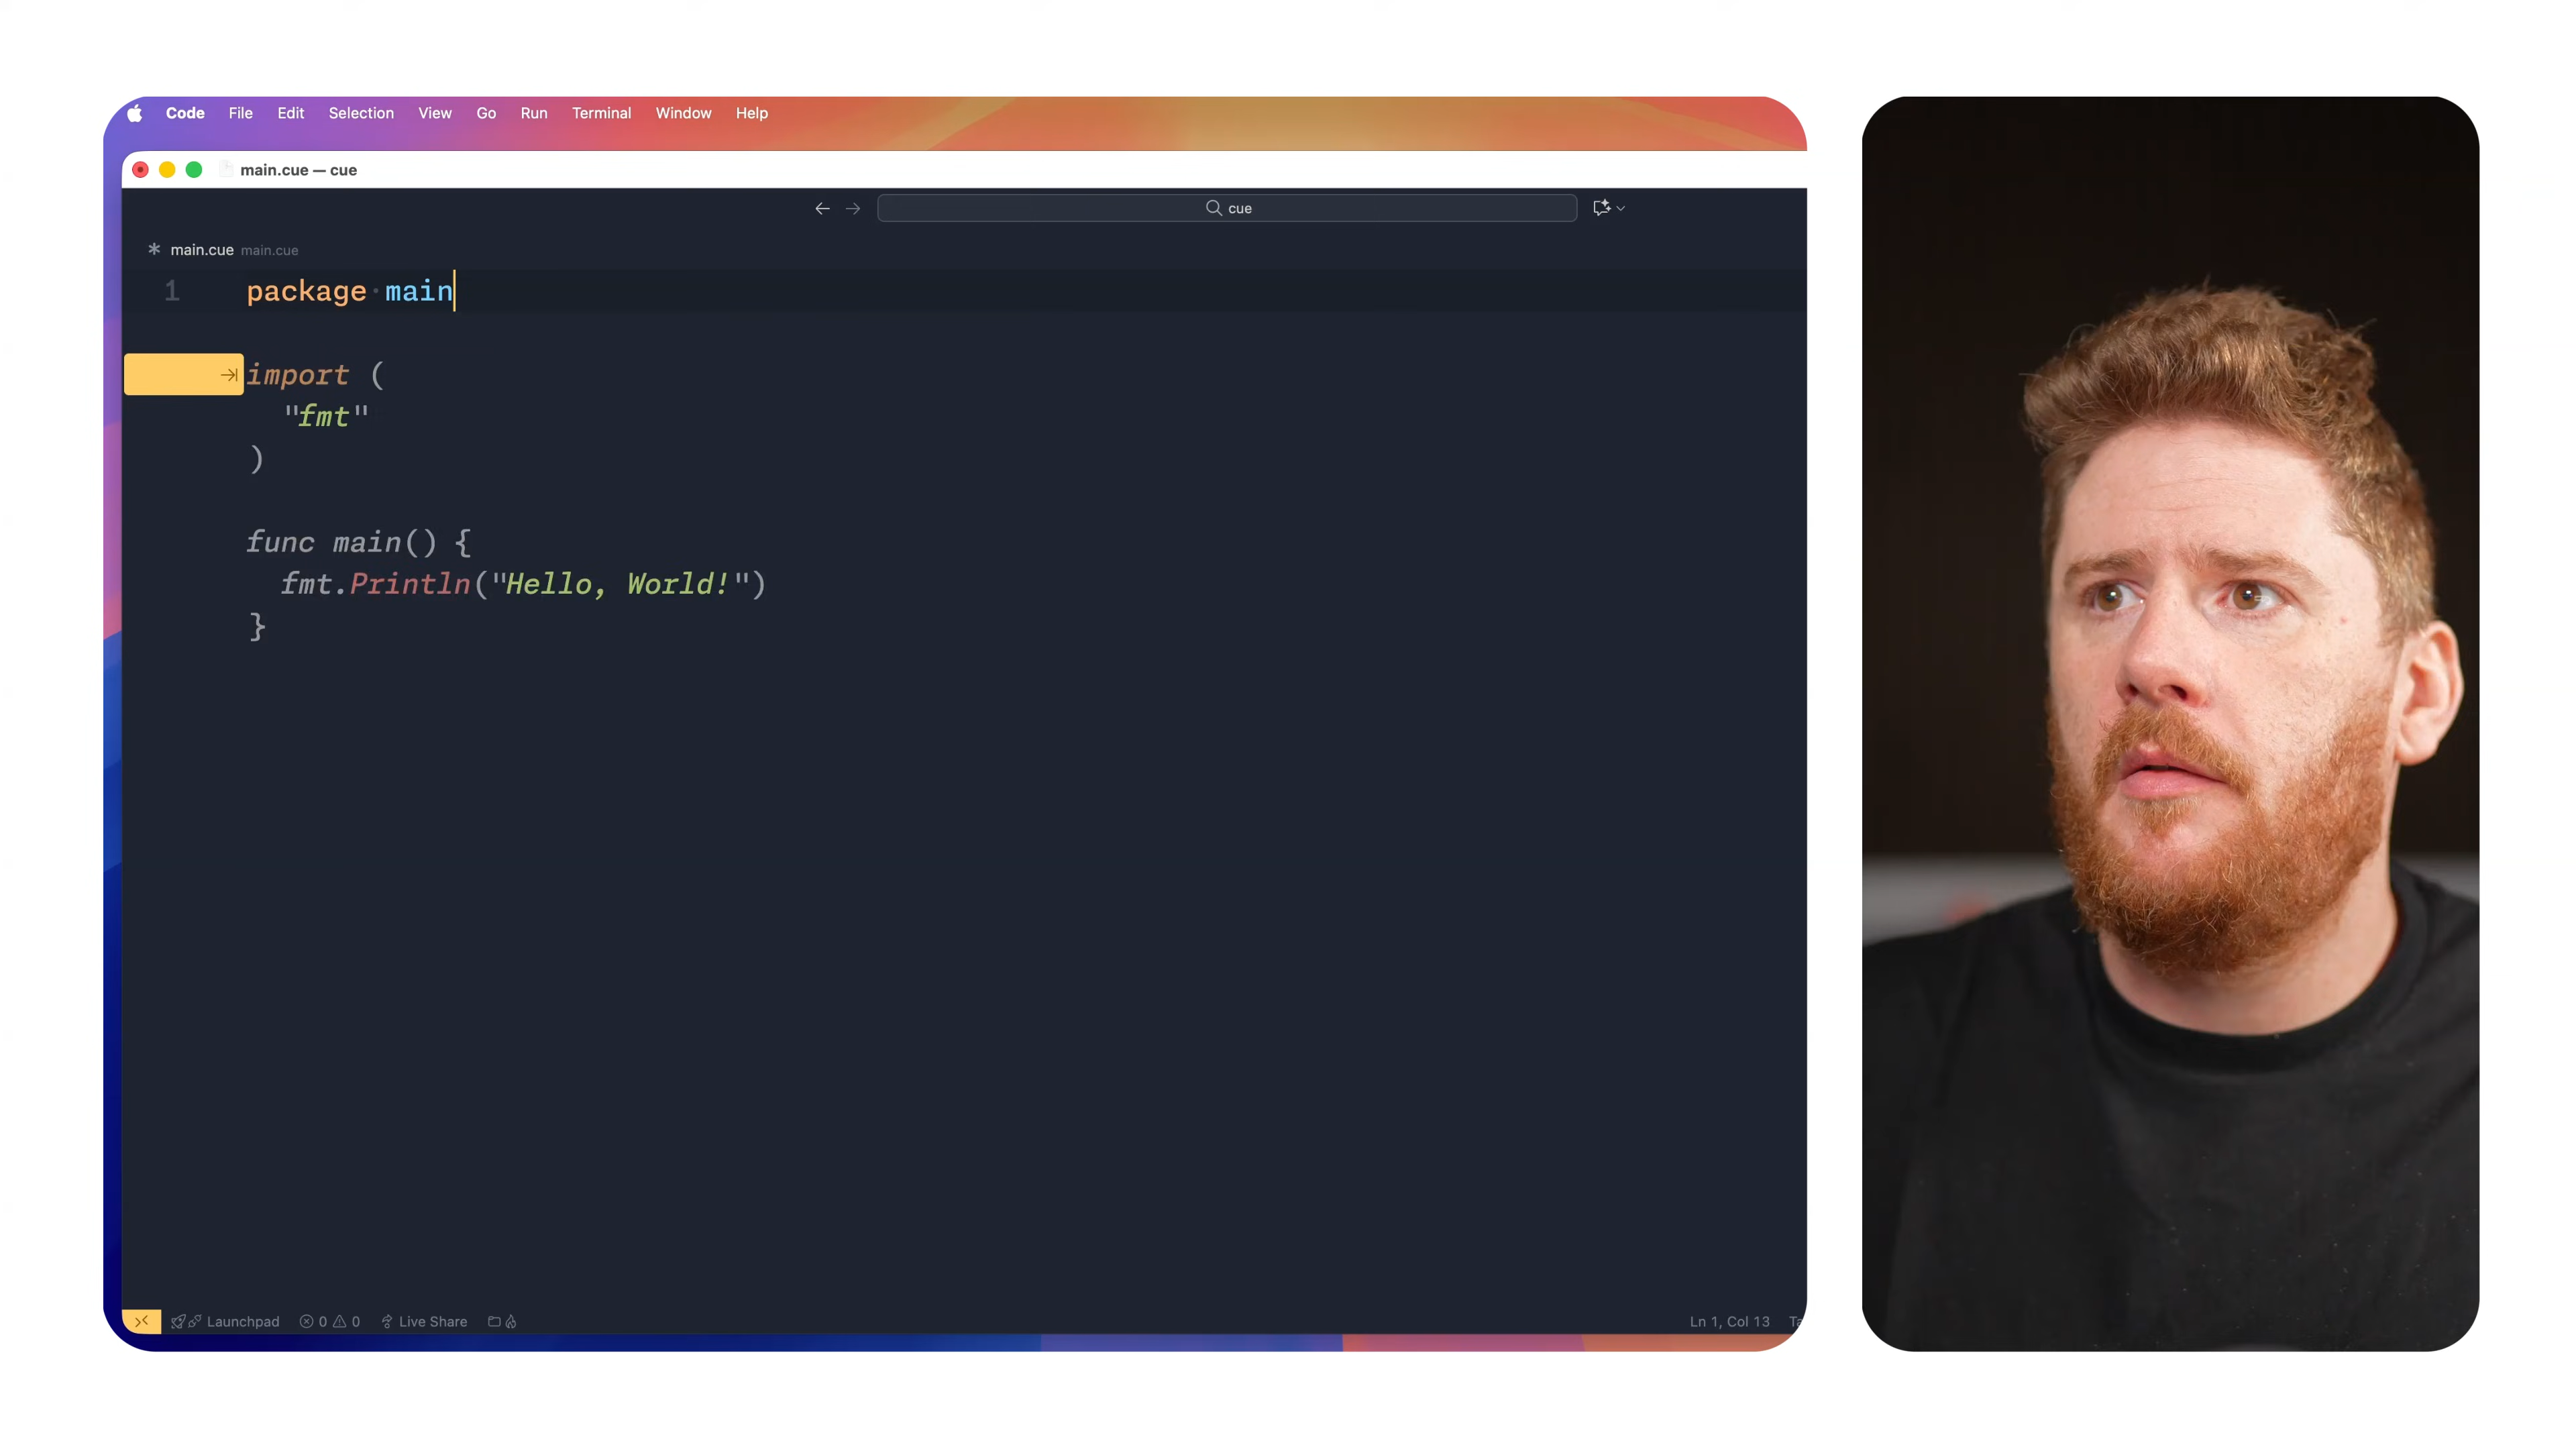 Code File Edit Selection View Go Run Terminal Window Help
main.cue — cue
cue
main.cue main.cue
1 package main
import (
"fmt"
)
func main() {
fmt.Println("Hello, World!")
}
Launchpad 0 0 Live Share Ln 1, Col 13